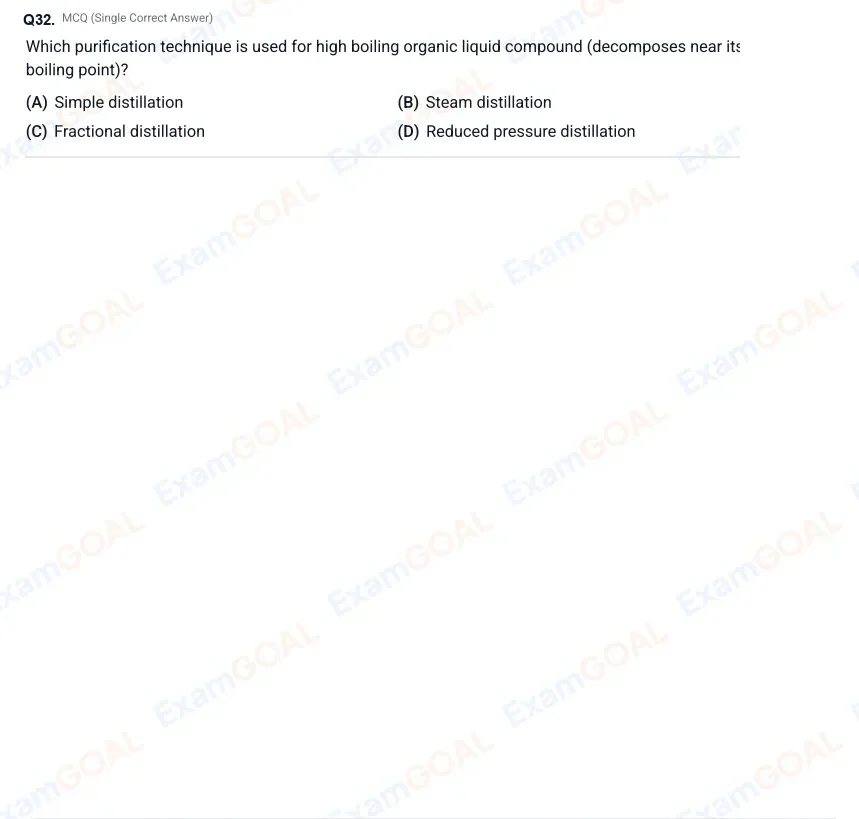 Q32. MCQ (Single Correct Answer)
Which purification technique is used for high boiling organic liquid compound (decomposes near its
boiling point)?
(A) Simple distillation (B) Steam distillation
(C) Fractional distillation (D) Reduced pressure distillation
ExamGOAL